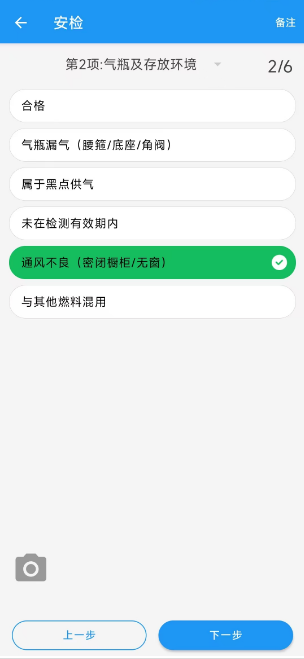 安检
备注
第2项:气瓶及存放环境
2/6
合格
气瓶漏气（腰箍/底座/角阀）
属于黑点供气
未在检测有效期内
通风不良（密闭橱柜/无窗）
与其他燃料混用
上一步
下一步